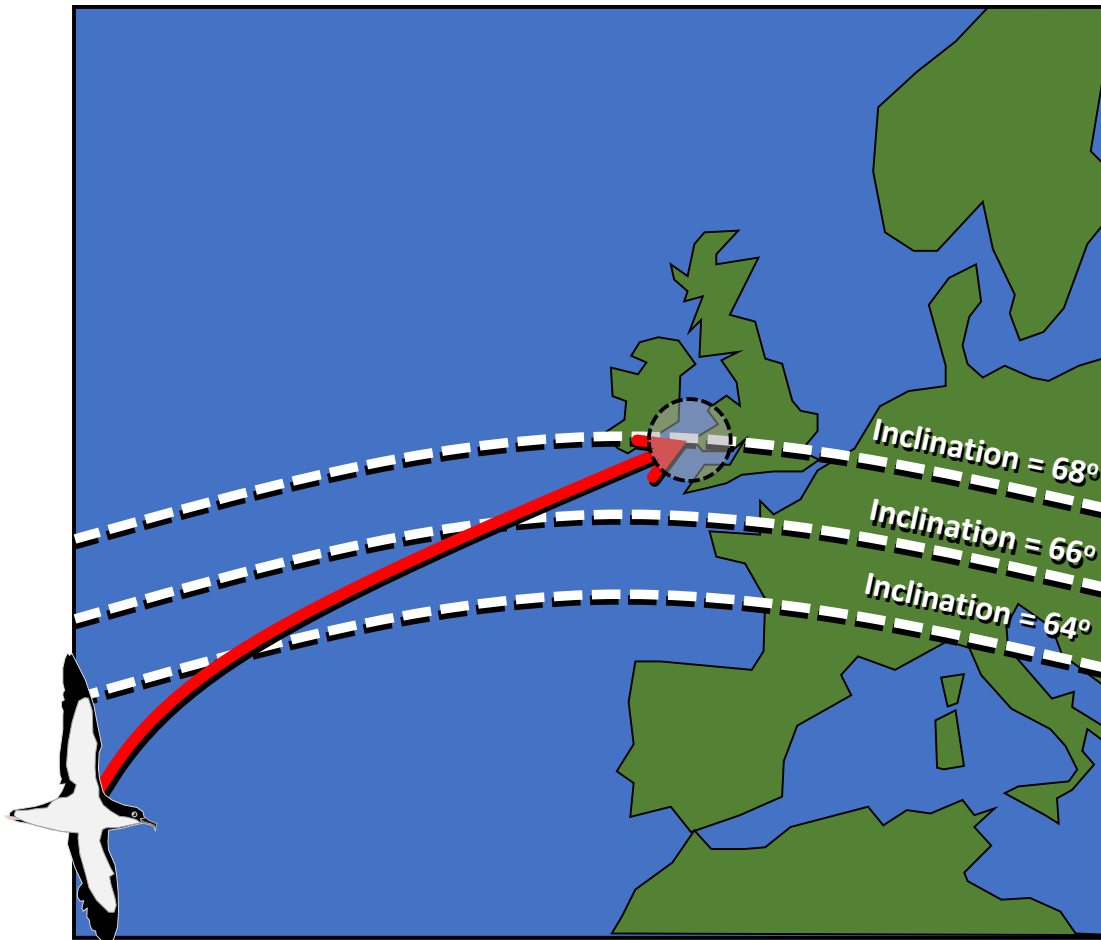 Inclination = 68º
Inclination = 66º
Inclination = 64º